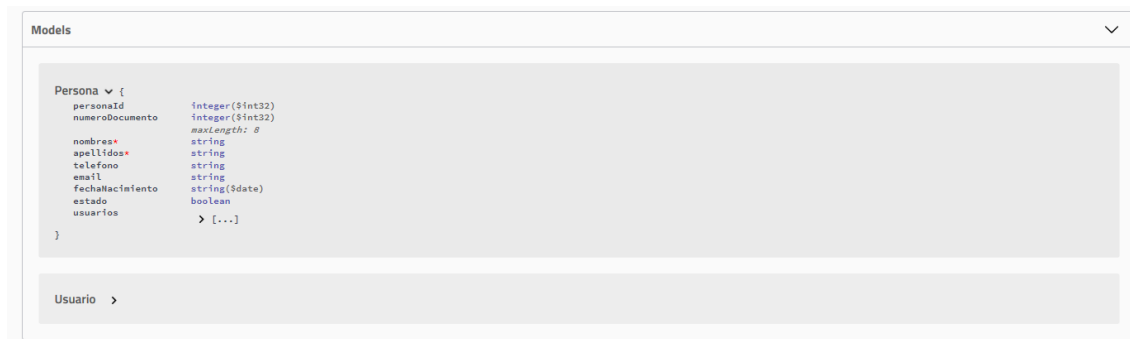 Models
Persona {
personaId integer($int32)
numeroDocumento integer($int32)
maxLength: 8
nombres* string
apellidos* string
telefono string
email string
fechaNacimiento string($date)
estado boolean
usuarios > [...]
}
Usuario >